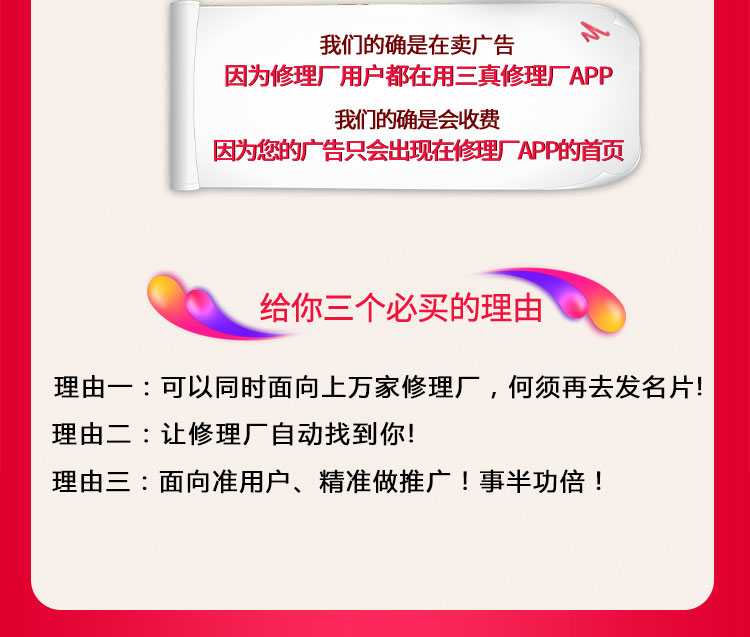 我们的确是在卖广告
因为修理厂用户都在用三真修理厂APP
我们的确是会收费
因为您的广告只会出现在修理厂APP的首页
给你三个必买的理由
理由一：可以同时面向上万家修理厂，何须再去发名片!
理由二：让修理厂自动找到你!
理由三：面向准用户、精准做推广！事半功倍！